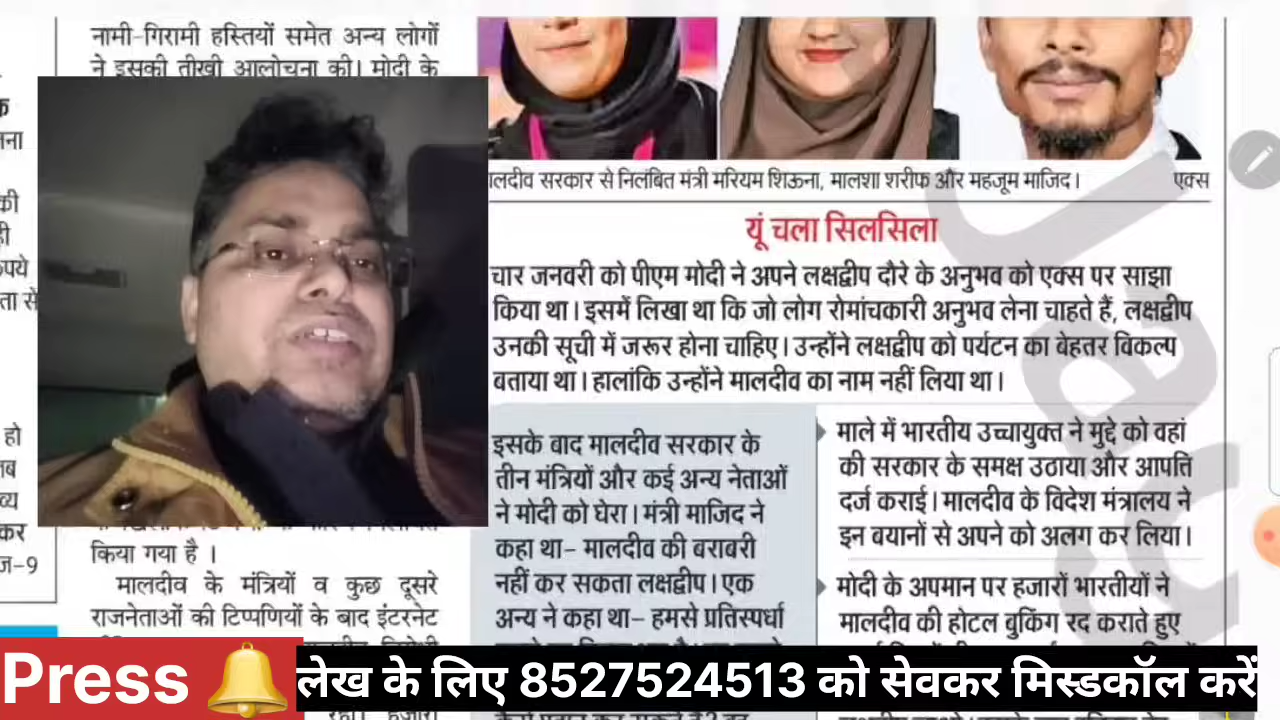 नामी-गिरामी हस्तियों समेत अन्य लोगों
ने इसकी तीखी आलोचना की। मोदी के
किया गया है ।
मालदीव के मंत्रियों व कुछ दूसरे
राजनेताओं की टिप्पणियों के बाद इंटरनेट
हो
कर
ज-9
मालदीव सरकार से निलंबित मंत्री मरियम शिऊना, मालशा शरीफ और महजूम माजिद। एक्स
यूं चला सिलसिला
चार जनवरी को पीएम मोदी ने अपने लक्षद्वीप दौरे के अनुभव को एक्स पर साझा
किया था। इसमें लिखा था कि जो लोग रोमांचकारी अनुभव लेना चाहते हैं, लक्षद्वीप
उनकी सूची में जरूर होना चाहिए। उन्होंने लक्षद्वीप को पर्यटन का बेहतर विकल्प
बताया था। हालांकि उन्होंने मालदीव का नाम नहीं लिया था।
इसके बाद मालदीव सरकार के
तीन मंत्रियों और कई अन्य नेताओं
ने मोदी को घेरा। मंत्री माजिद ने
कहा था- मालदीव की बराबरी
नहीं कर सकता लक्षद्वीप। एक
अन्य ने कहा था- हमसे प्रतिस्पर्धा
माले में भारतीय उच्चायुक्त ने मुद्दे को वहां
की सरकार के समक्ष उठाया और आपत्ति
दर्ज कराई। मालदीव के विदेश मंत्रालय ने
इन बयानों से अपने को अलग कर लिया।
मोदी के अपमान पर हजारों भारतीयों ने
मालदीव की होटल बुकिंग रद कराते हुए
Press लेख के लिए 8527524513 को सेवकर मिस्डकॉल करें